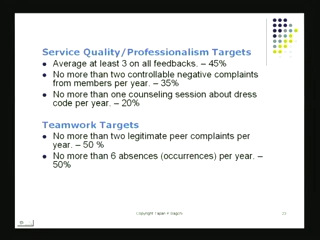 Service Quality/Professionalism Targets
Average at least 3 on all feedbacks. – 45%
No more than two controllable negative complaints
from members per year. – 35%
No more than one counseling session about dress
code per year. – 20%
Teamwork Targets
No more than two legitimate peer complaints per
year. – 50 %
No more than 6 absences (occurrences) per year. –
50%